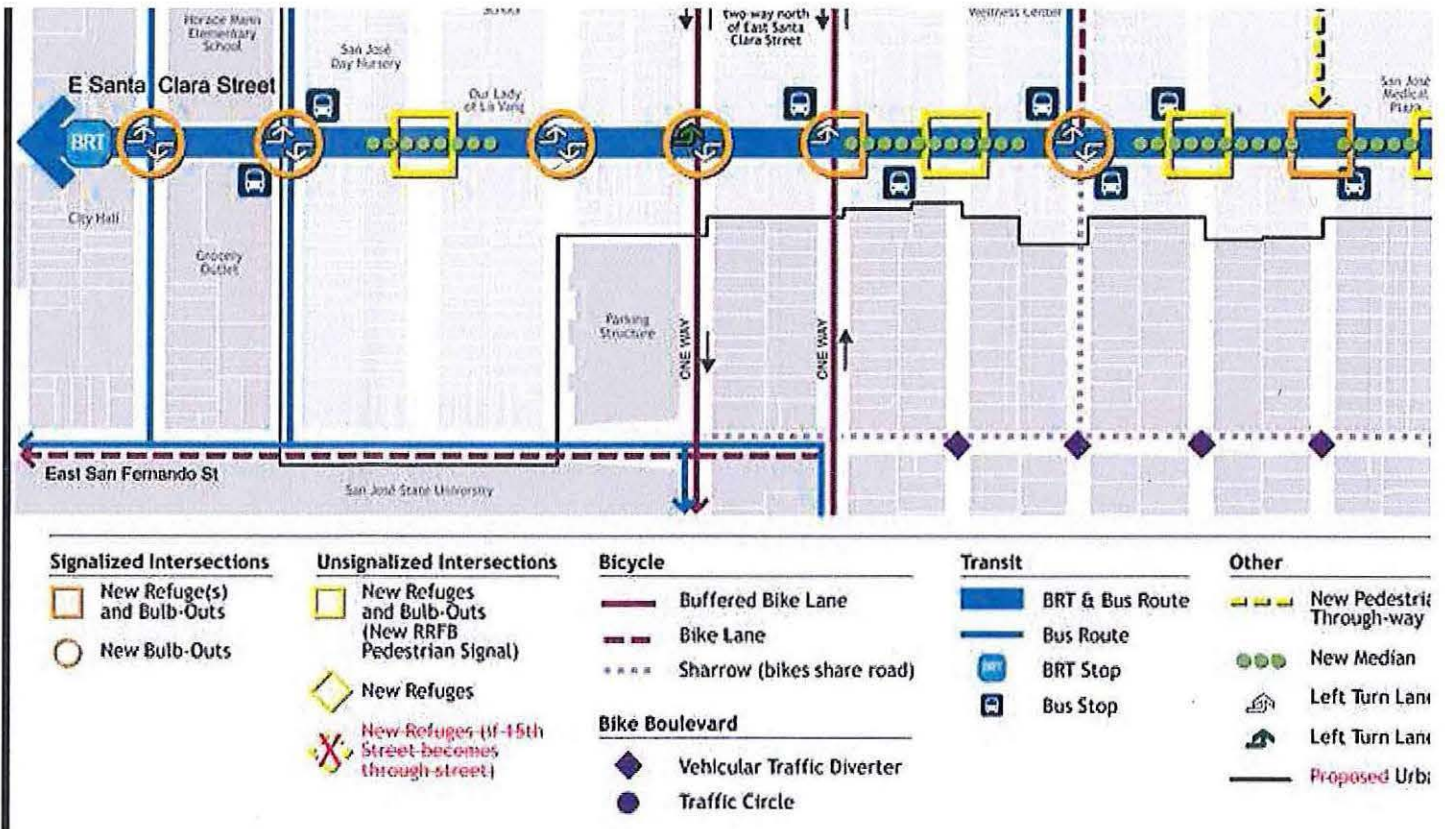 Horace Mann
Elementary
School
San José
Day Nursery
School
Our Lady
of La Vang
two-way north
of East Santa
Clara Street
Wellness Center
San José
Medical
Plaza
E Santa Clara Street
BRT
City Hall
Grocery
Outlet
Parking
Structure
ONE WAY
ONE WAY
East San Fernando St
San José State University
Signalized Intersections
New Refuge(s)
and Bulb-Outs
New Bulb-Outs
Unsignalized Intersections
New Refuges
and Bulb-Outs
(New RRFB
Pedestrian Signal)
New Refuges
New Refuges (if 15th
Street becomes
through street)
Bicycle
Buffered Bike Lane
Bike Lane
Sharrow (bikes share road)
Bike Boulevard
Vehicular Traffic Diverter
Traffic Circle
Transit
BRT & Bus Route
Bus Route
BRT
BRT Stop
Bus Stop
Other
New Pedestria
Through-way
New Median
Left Turn Lan
Left Turn Lan
Proposed Urb